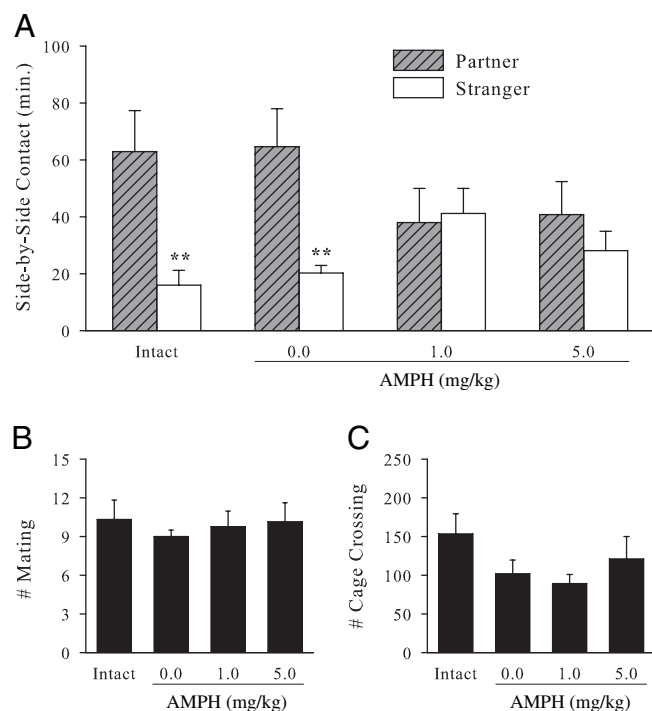 A
Side-by-Side Contact (min.)
100
80
60
40
20
0
Partner
Stranger
** **
Intact 0.0 1.0 5.0
AMPH (mg/kg)
B
# Mating
15
12
9
6
3
0
Intact 0.0 1.0 5.0
AMPH (mg/kg)
C
# Cage Crossing
250
200
150
100
50
0
Intact 0.0 1.0 5.0
AMPH (mg/kg)